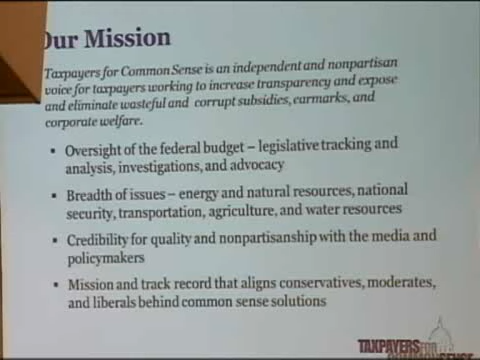 Our Mission
Taxpayers for Common Sense is an independent and nonpartisan
voice for taxpayers working to increase transparency and expose
and eliminate wasteful and corrupt subsidies, earmarks, and
corporate welfare.
▪ Oversight of the federal budget – legislative tracking and
analysis, investigations, and advocacy
▪ Breadth of issues – energy and natural resources, national
security, transportation, agriculture, and water resources
▪ Credibility for quality and nonpartisanship with the media and
policymakers
▪ Mission and track record that aligns conservatives, moderates,
and liberals behind common sense solutions
TAXPAYERS FOR
COMMON SENSE